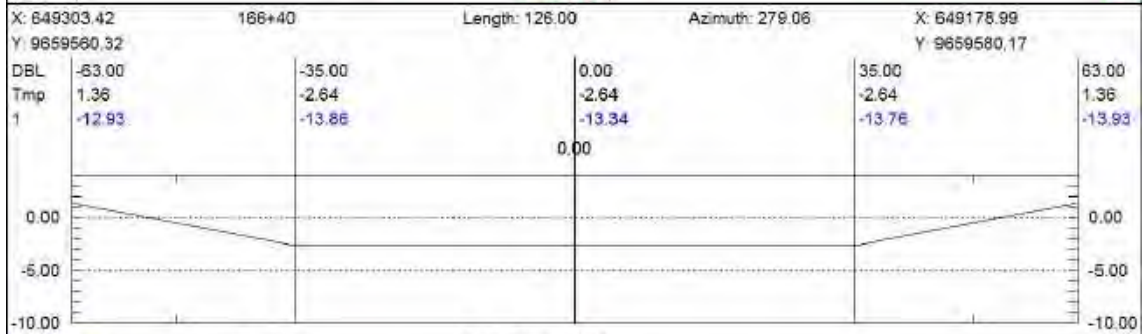 X: 649303.42 166+40 Length: 126.00 Azimuth: 279.06 X: 649178.99
Y: 9659560.32 Y: 9659580.17
DBL -63.00 -35.00 0.00 35.00 63.00
Tmp 1.36 -2.64 -2.64 -2.64 1.36
1 -12.93 -13.86 -13.34 -13.76 -13.93
0.00
0.00 0.00
-5.00 -5.00
-10.00 -10.00